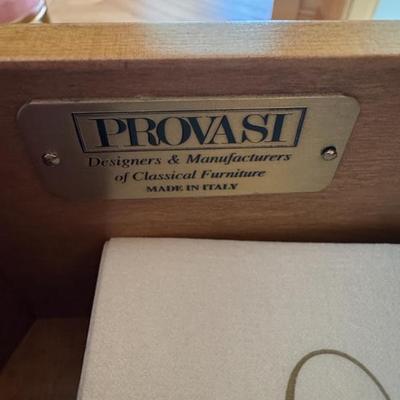 PROVASI
Designers & Manufacturers
of Classical Furniture
MADE IN ITALY